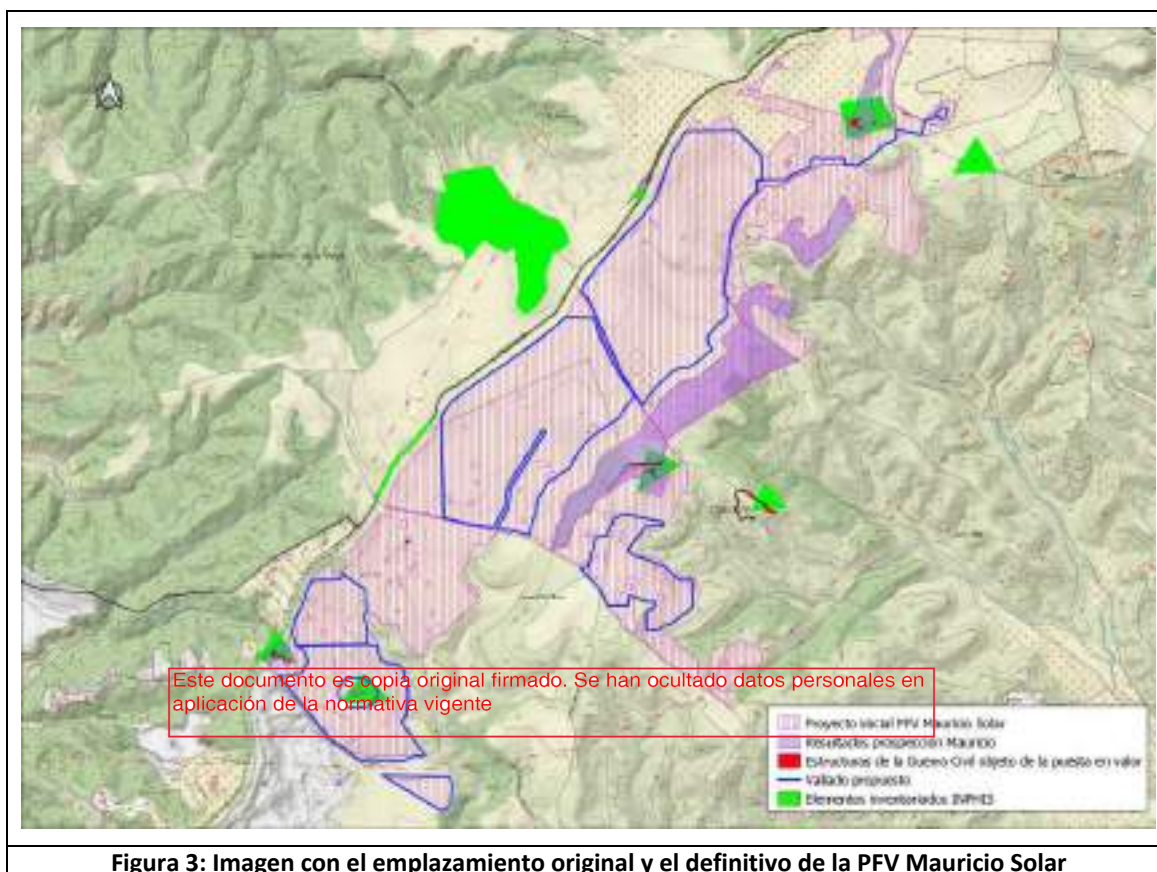 Este documento es copia original firmado. Se han ocultado datos personales en
aplicación de la normativa vigente
Proyecto inicial PFV Mauricio Solar
Resultados prospección Mauricio
Estructuras de la Guerra Civil objeto de la puesta en valor
Vallado propuesto
Elementos inventariados INPHIS
Figura 3: Imagen con el emplazamiento original y el definitivo de la PFV Mauricio Solar